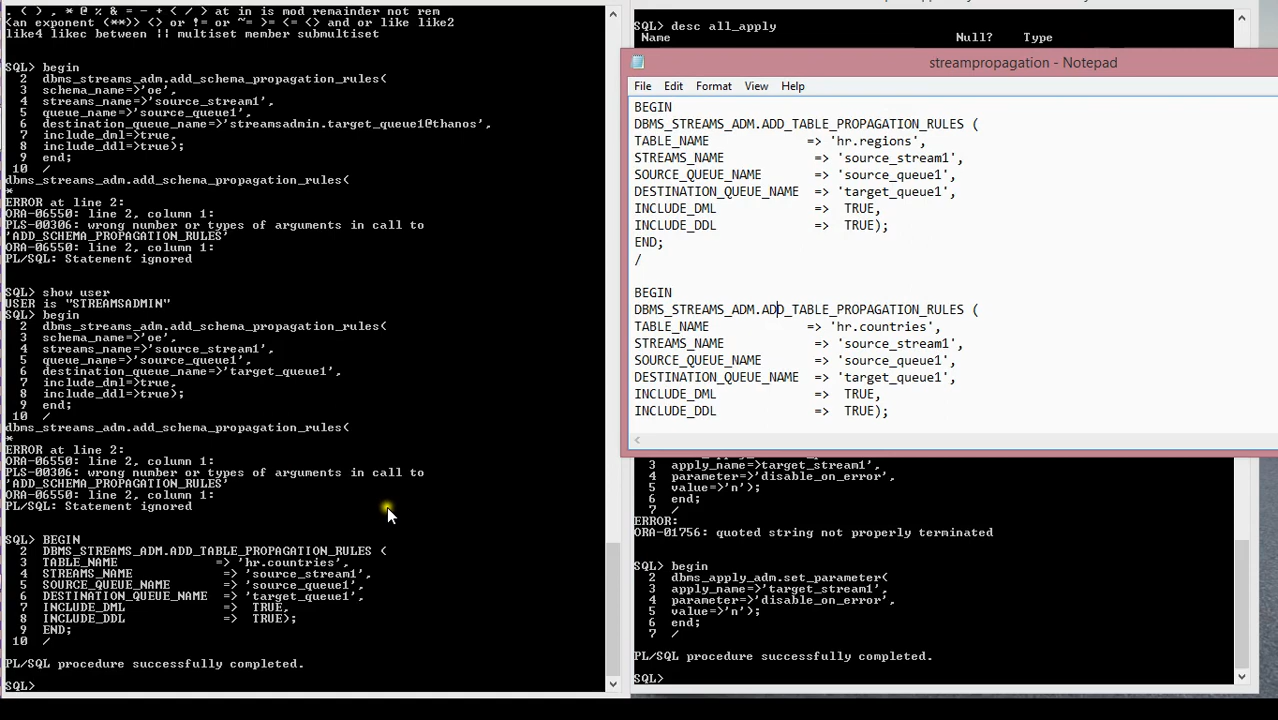 . ( ) , * @ % & = - + < / > at in is mod remainder not rem
<an exponent (**)> <> or != or ~= >= <= <> and or like like2
like4 likec between || multiset member submultiset
SQL> begin
2 dbms_streams_adm.add_schema_propagation_rules(
3 schema_name=>'oe',
4 streams_name=>'source_stream1',
5 queue_name=>'source_queue1',
6 destination_queue_name=>'streamsadmin.target_queue1@thanos',
7 include_dml=>true,
8 include_ddl=>true);
9 end;
10 /
dbms_streams_adm.add_schema_propagation_rules(
*
ERROR at line 2:
ORA-06550: line 2, column 1:
PLS-00306: wrong number or types of arguments in call to
'ADD_SCHEMA_PROPAGATION_RULES'
ORA-06550: line 2, column 1:
PL/SQL: Statement ignored
SQL> show user
USER is "STREAMSADMIN"
SQL> begin
2 dbms_streams_adm.add_schema_propagation_rules(
3 schema_name=>'oe',
4 streams_name=>'source_stream1',
5 queue_name=>'source_queue1',
6 destination_queue_name=>'target_queue1',
7 include_dml=>true,
8 include_ddl=>true);
9 end;
10 /
dbms_streams_adm.add_schema_propagation_rules(
*
ERROR at line 2:
ORA-06550: line 2, column 1:
PLS-00306: wrong number or types of arguments in call to
'ADD_SCHEMA_PROPAGATION_RULES'
ORA-06550: line 2, column 1:
PL/SQL: Statement ignored
SQL> BEGIN
2 DBMS_STREAMS_ADM.ADD_TABLE_PROPAGATION_RULES (
3 TABLE_NAME => 'hr.countries',
4 STREAMS_NAME => 'source_stream1',
5 SOURCE_QUEUE_NAME => 'source_queue1',
6 DESTINATION_QUEUE_NAME => 'target_queue1',
7 INCLUDE_DML => TRUE,
8 INCLUDE_DDL => TRUE);
9 END;
10 /
PL/SQL procedure successfully completed.
SQL>
SQL> desc all_apply
Name Null? Type
streampropagation - Notepad
File Edit Format View Help
BEGIN
DBMS_STREAMS_ADM.ADD_TABLE_PROPAGATION_RULES (
TABLE_NAME => 'hr.regions',
STREAMS_NAME => 'source_stream1',
SOURCE_QUEUE_NAME => 'source_queue1',
DESTINATION_QUEUE_NAME => 'target_queue1',
INCLUDE_DML => TRUE,
INCLUDE_DDL => TRUE);
END;
/
BEGIN
DBMS_STREAMS_ADM.ADD_TABLE_PROPAGATION_RULES (
TABLE_NAME => 'hr.countries',
STREAMS_NAME => 'source_stream1',
SOURCE_QUEUE_NAME => 'source_queue1',
DESTINATION_QUEUE_NAME => 'target_queue1',
INCLUDE_DML => TRUE,
INCLUDE_DDL => TRUE);
3 apply_name=>target_stream1',
4 parameter=>'disable_on_error',
5 value=>'n');
6 end;
7 /
ERROR:
ORA-01756: quoted string not properly terminated
SQL> begin
2 dbms_apply_adm.set_parameter(
3 apply_name=>'target_stream1',
4 parameter=>'disable_on_error',
5 value=>'n');
6 end;
7 /
PL/SQL procedure successfully completed.
SQL>